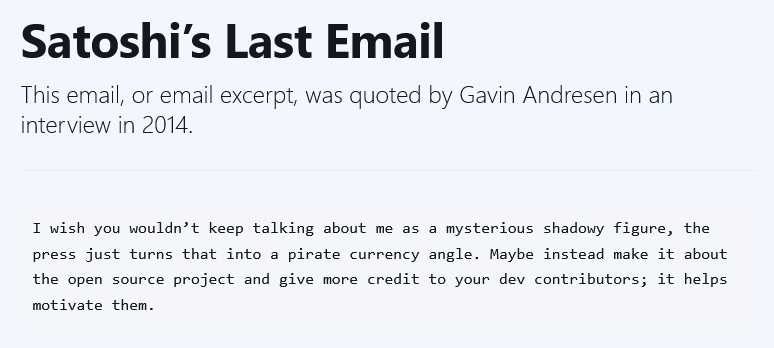 Satoshi’s Last Email
This email, or email excerpt, was quoted by Gavin Andresen in an
interview in 2014.
I wish you wouldn’t keep talking about me as a mysterious shadowy figure, the
press just turns that into a pirate currency angle. Maybe instead make it about
the open source project and give more credit to your dev contributors; it helps
motivate them.